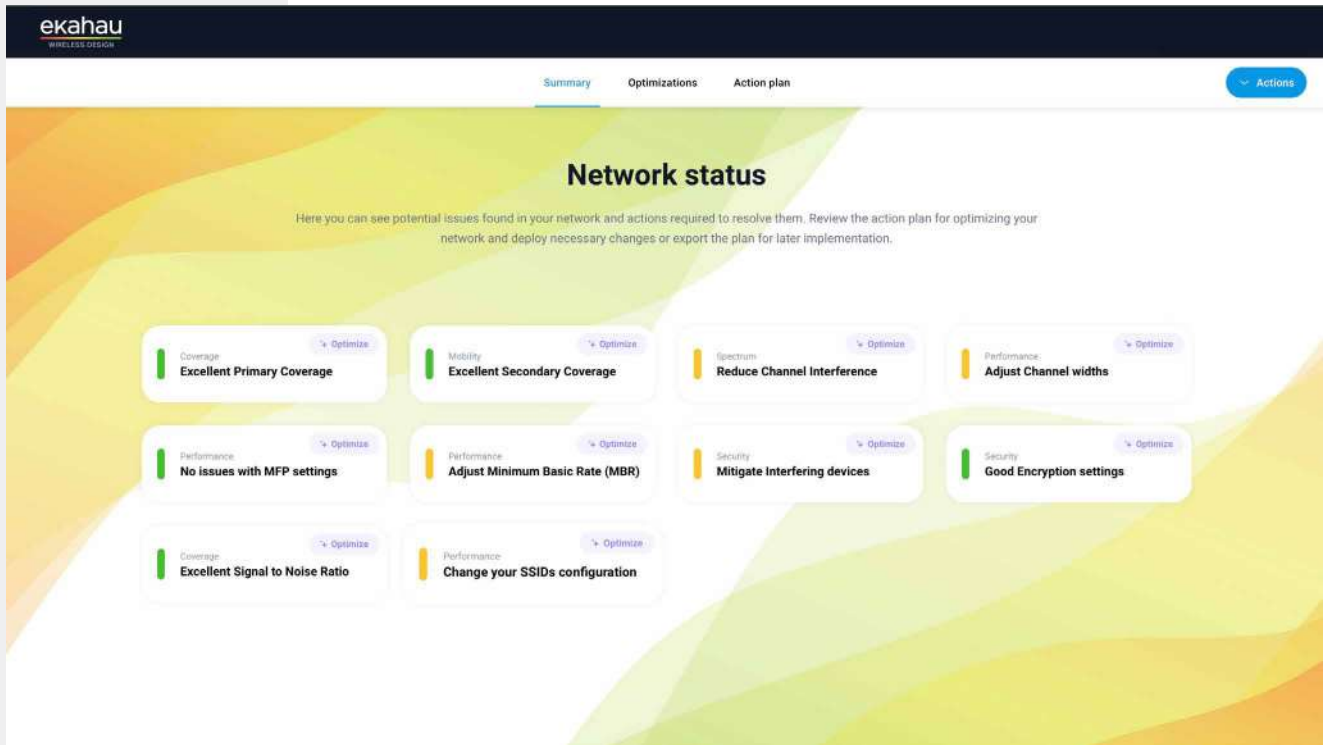 ekahau
WIRELESS DESIGN
Summary
Optimizations
Action plan
Actions
Network status
Here you can see potential issues found in your network and actions required to resolve them. Review the action plan for optimizing your
network and deploy necessary changes or export the plan for later implementation.
Optimize
Coverage
Excellent Primary Coverage
Optimize
Mobility
Excellent Secondary Coverage
Optimize
Spectrum
Reduce Channel Interference
Optimize
Performance
Adjust Channel widths
Optimize
Performance
No issues with MFP settings
Optimize
Performance
Adjust Minimum Basic Rate (MBR)
Optimize
Security
Mitigate Interfering devices
Optimize
Security
Good Encryption settings
Optimize
Coverage
Excellent Signal to Noise Ratio
Optimize
Performance
Change your SSIDs configuration